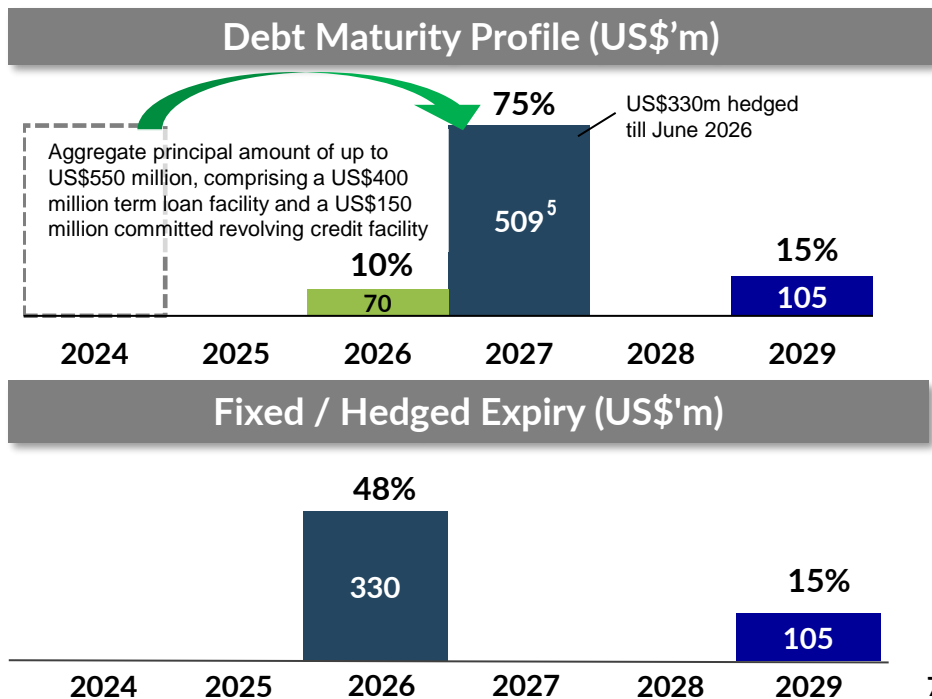 Debt Maturity Profile (US$’m)
75%
US$330m hedged
till June 2026
Aggregate principal amount of up to
US$550 million, comprising a US$400
million term loan facility and a US$150
million committed revolving credit facility
509⁵
10%
15%
70
105
2024 2025 2026 2027 2028 2029
Fixed / Hedged Expiry (US$'m)
48%
330
15%
105
2024 2025 2026 2027 2028 2029